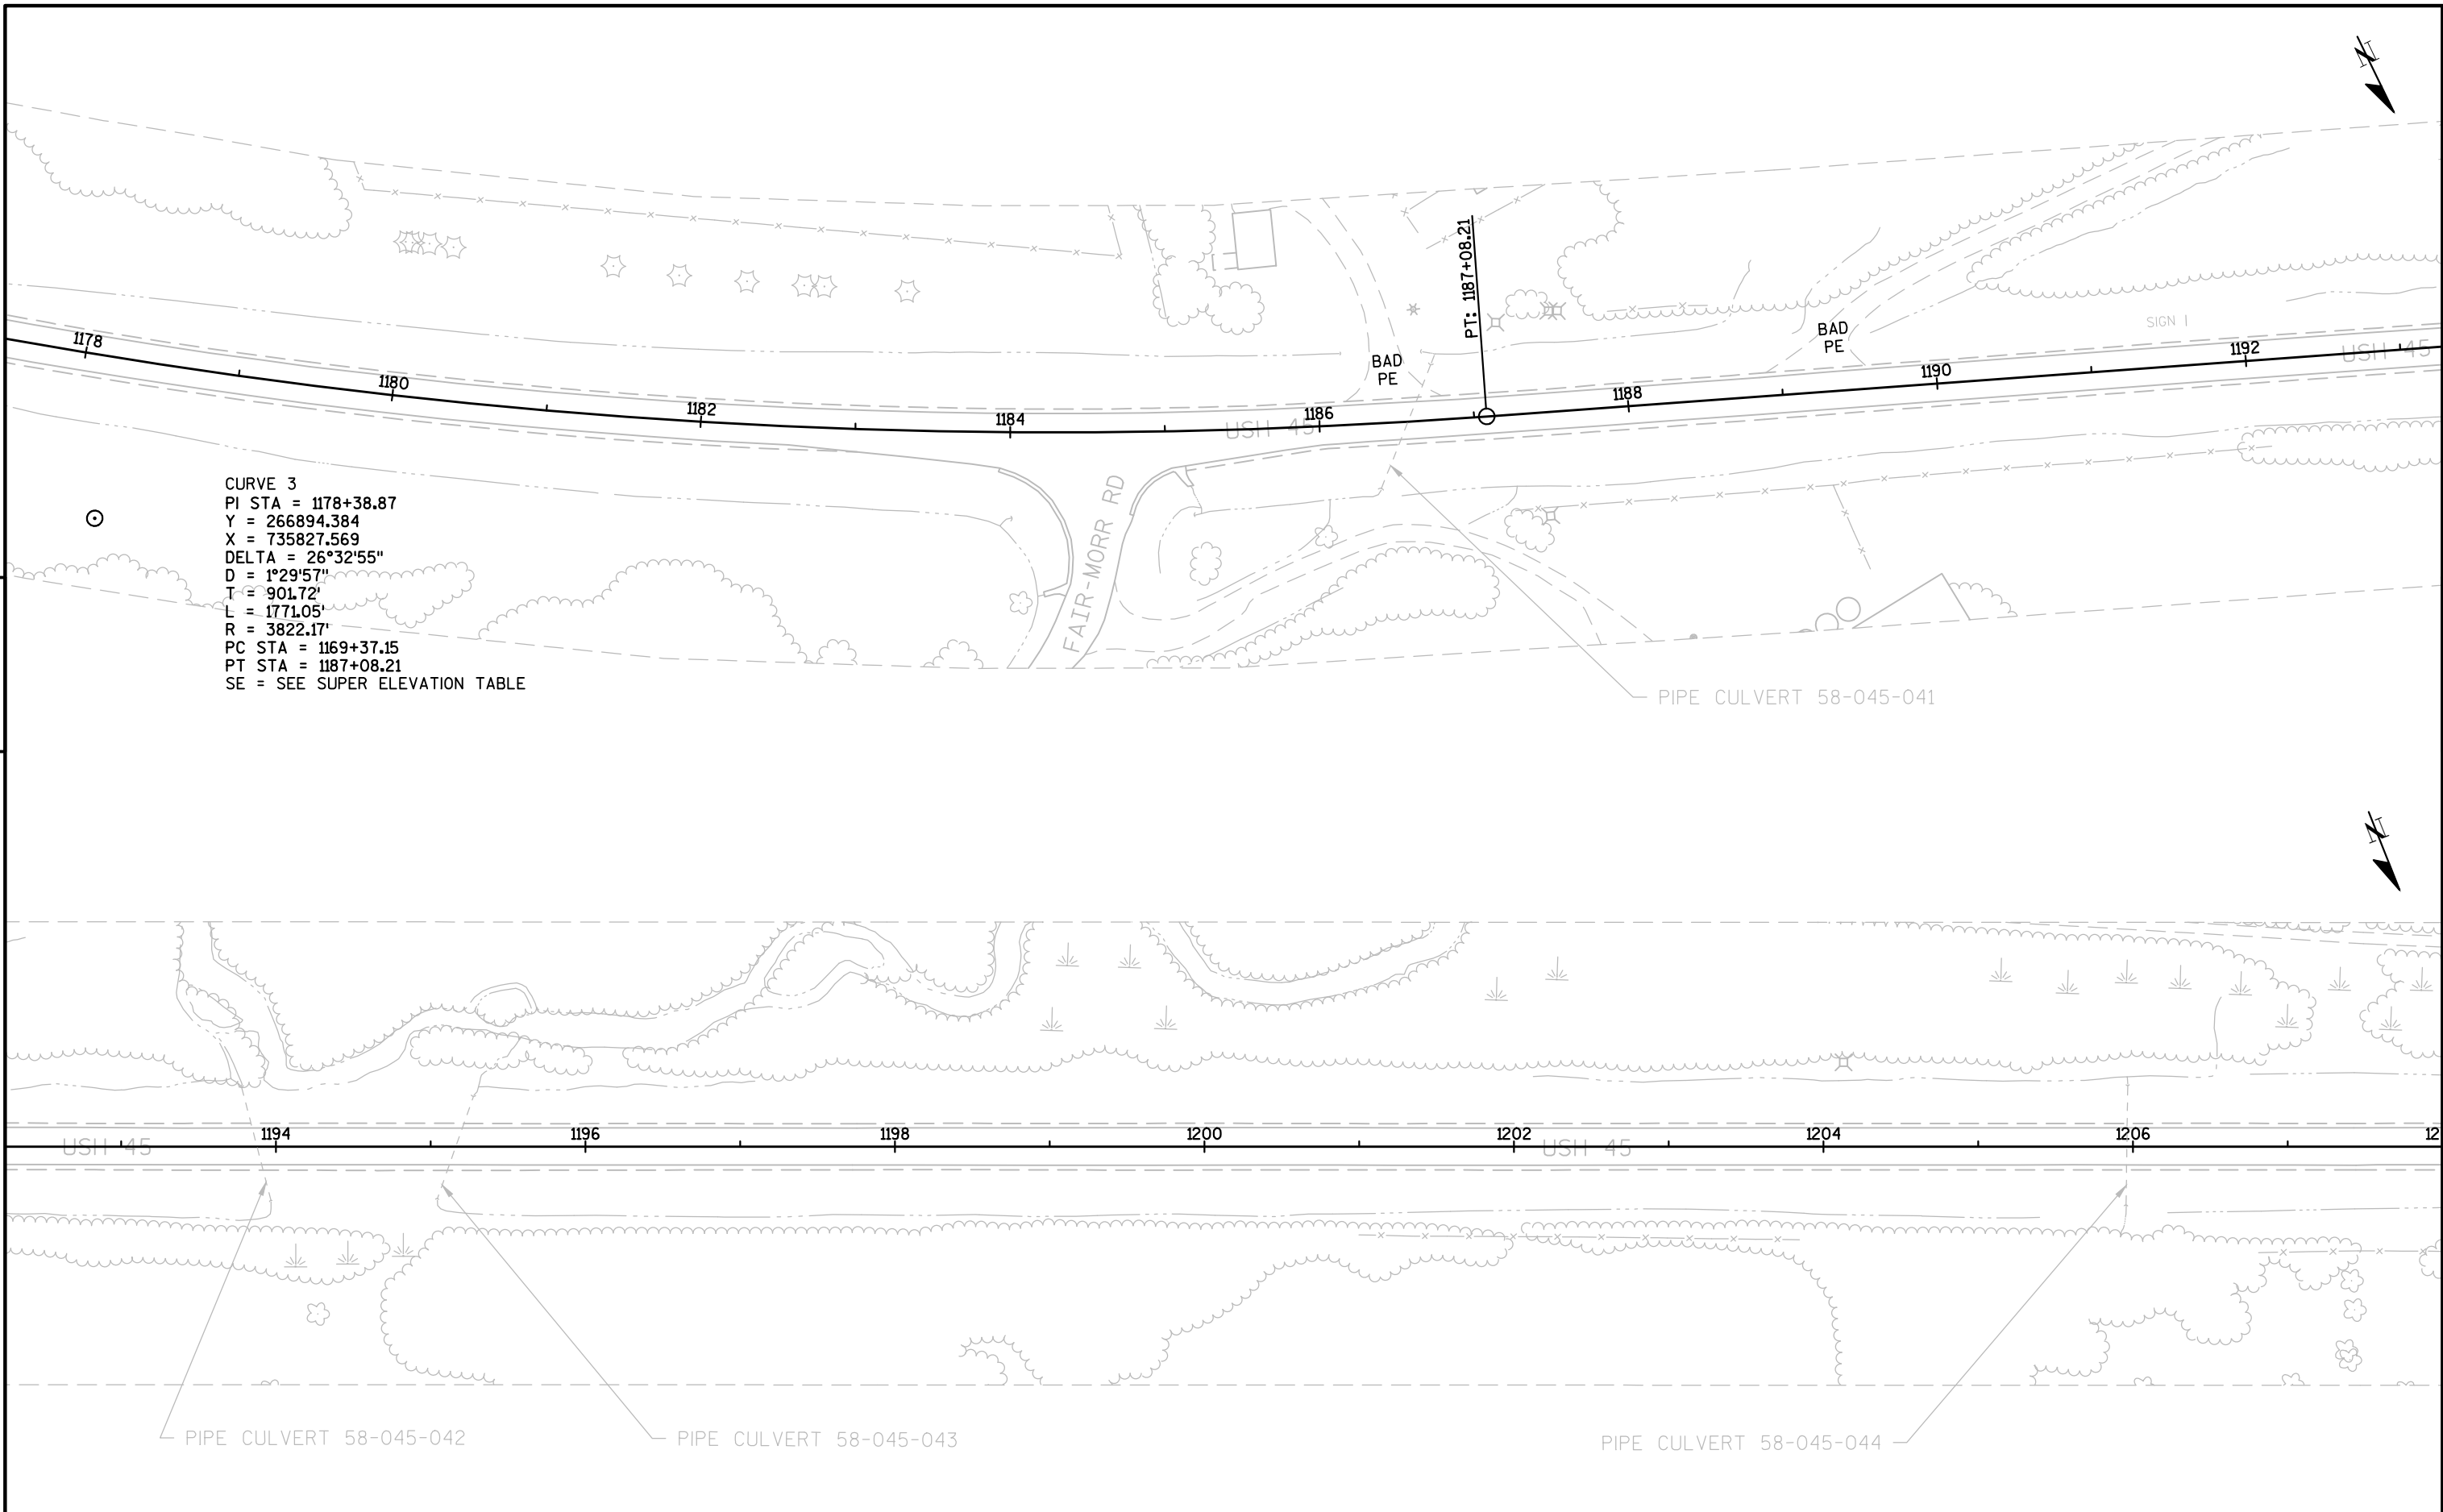 N
PT: 1187+08.21
SIGN
BAD
PE
BAD
PE
1178
1180
1182
1184
1186
1188
1190
1192
USH 45
USH 45
FAIR-MORR RD
CURVE 3
PI STA = 1178+38.87
Y = 266894.384
X = 735827.569
DELTA = 26°32'55"
D = 1°29'57"
T = 901.72'
L = 1771.05'
R = 3822.17'
PC STA = 1169+37.15
PT STA = 1187+08.21
SE = SEE SUPER ELEVATION TABLE
PIPE CULVERT 58-045-041
N
1194
1196
1198
1200
1202
1204
1206
12
USH 45
USH 45
PIPE CULVERT 58-045-042
PIPE CULVERT 58-045-043
PIPE CULVERT 58-045-044